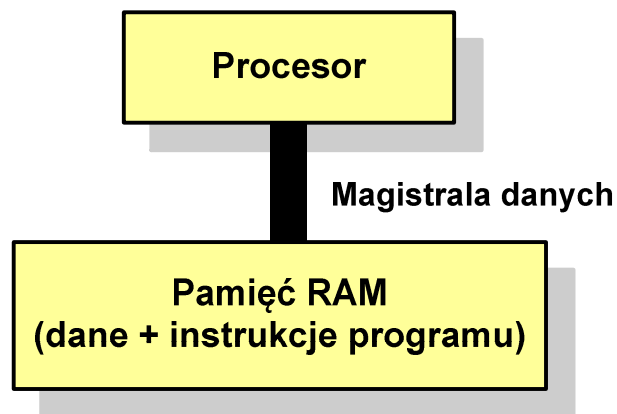 Procesor
Magistrala danych
Pamięć RAM
(dane + instrukcje programu)